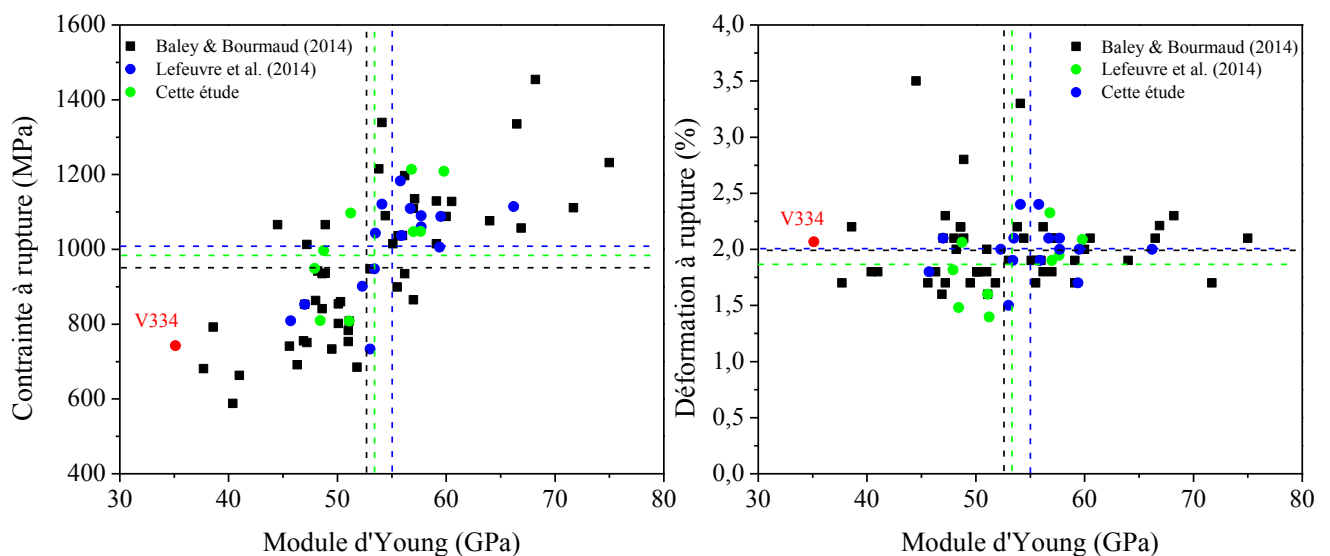 1600
1400
1200
1000
800
600
400
Contrainte à rupture (MPa)
Baley & Bourmaud (2014)
Lefeuvre et al. (2014)
Cette étude
V334
30 40 50 60 70 80
Module d'Young (GPa)
4,0
3,5
3,0
2,5
2,0
1,5
1,0
0,5
0,0
Déformation à rupture (%)
Baley & Bourmaud (2014)
Lefeuvre et al. (2014)
Cette étude
V334
30 40 50 60 70 80
Module d'Young (GPa)